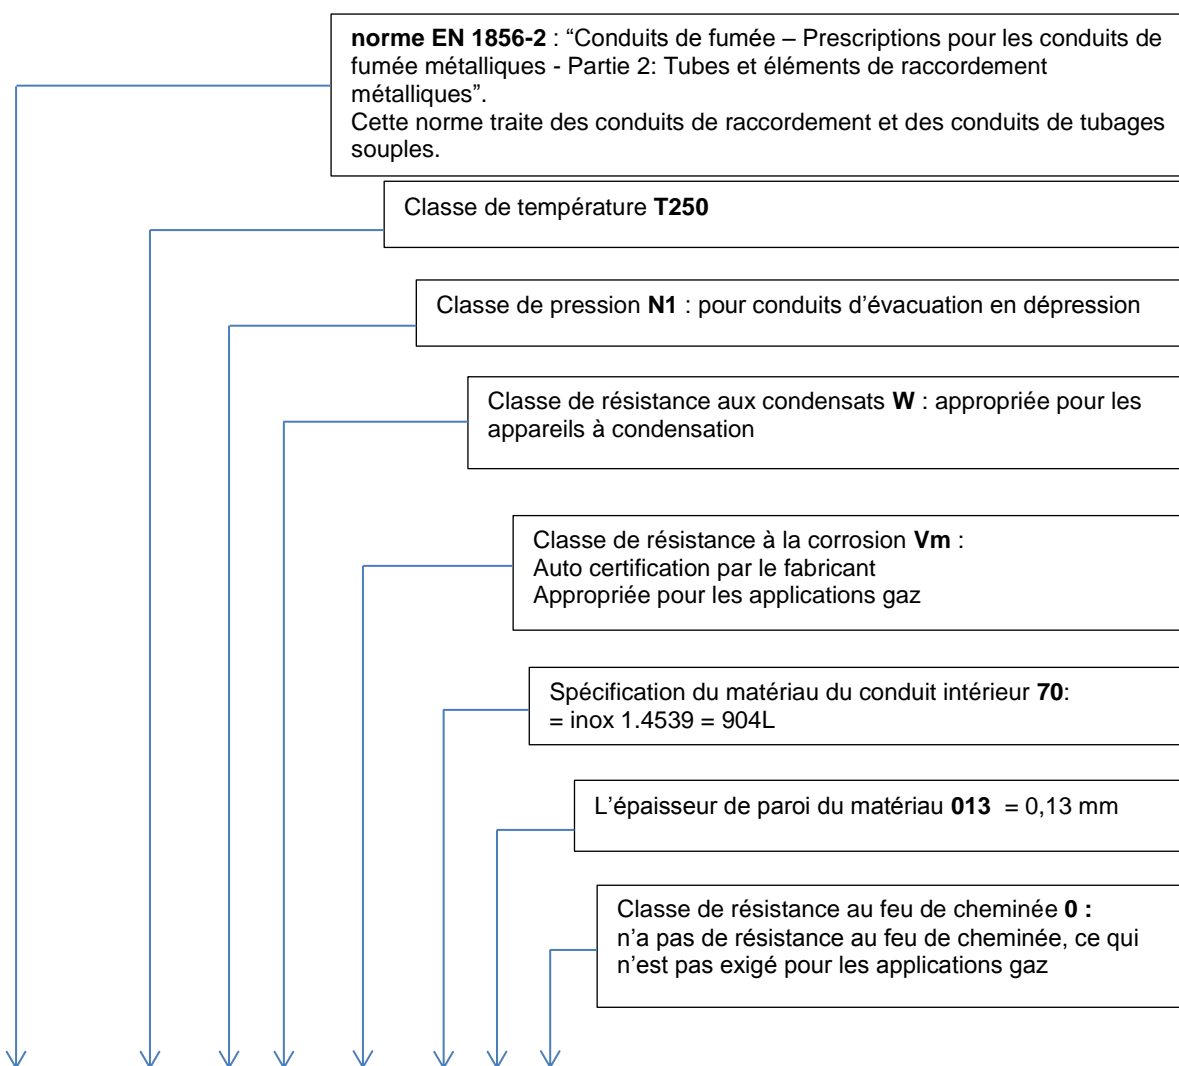 norme EN 1856-2 : “Conduits de fumée – Prescriptions pour les conduits de
fumée métalliques - Partie 2: Tubes et éléments de raccordement
métalliques”.
Cette norme traite des conduits de raccordement et des conduits de tubages
souples.
Classe de température T250
Classe de pression N1 : pour conduits d’évacuation en dépression
Classe de résistance aux condensats W : appropriée pour les
appareils à condensation
Classe de résistance à la corrosion Vm :
Auto certification par le fabricant
Appropriée pour les applications gaz
Spécification du matériau du conduit intérieur 70:
= inox 1.4539 = 904L
L’épaisseur de paroi du matériau 013 = 0,13 mm
Classe de résistance au feu de cheminée 0 :
n’a pas de résistance au feu de cheminée, ce qui
n’est pas exigé pour les applications gaz